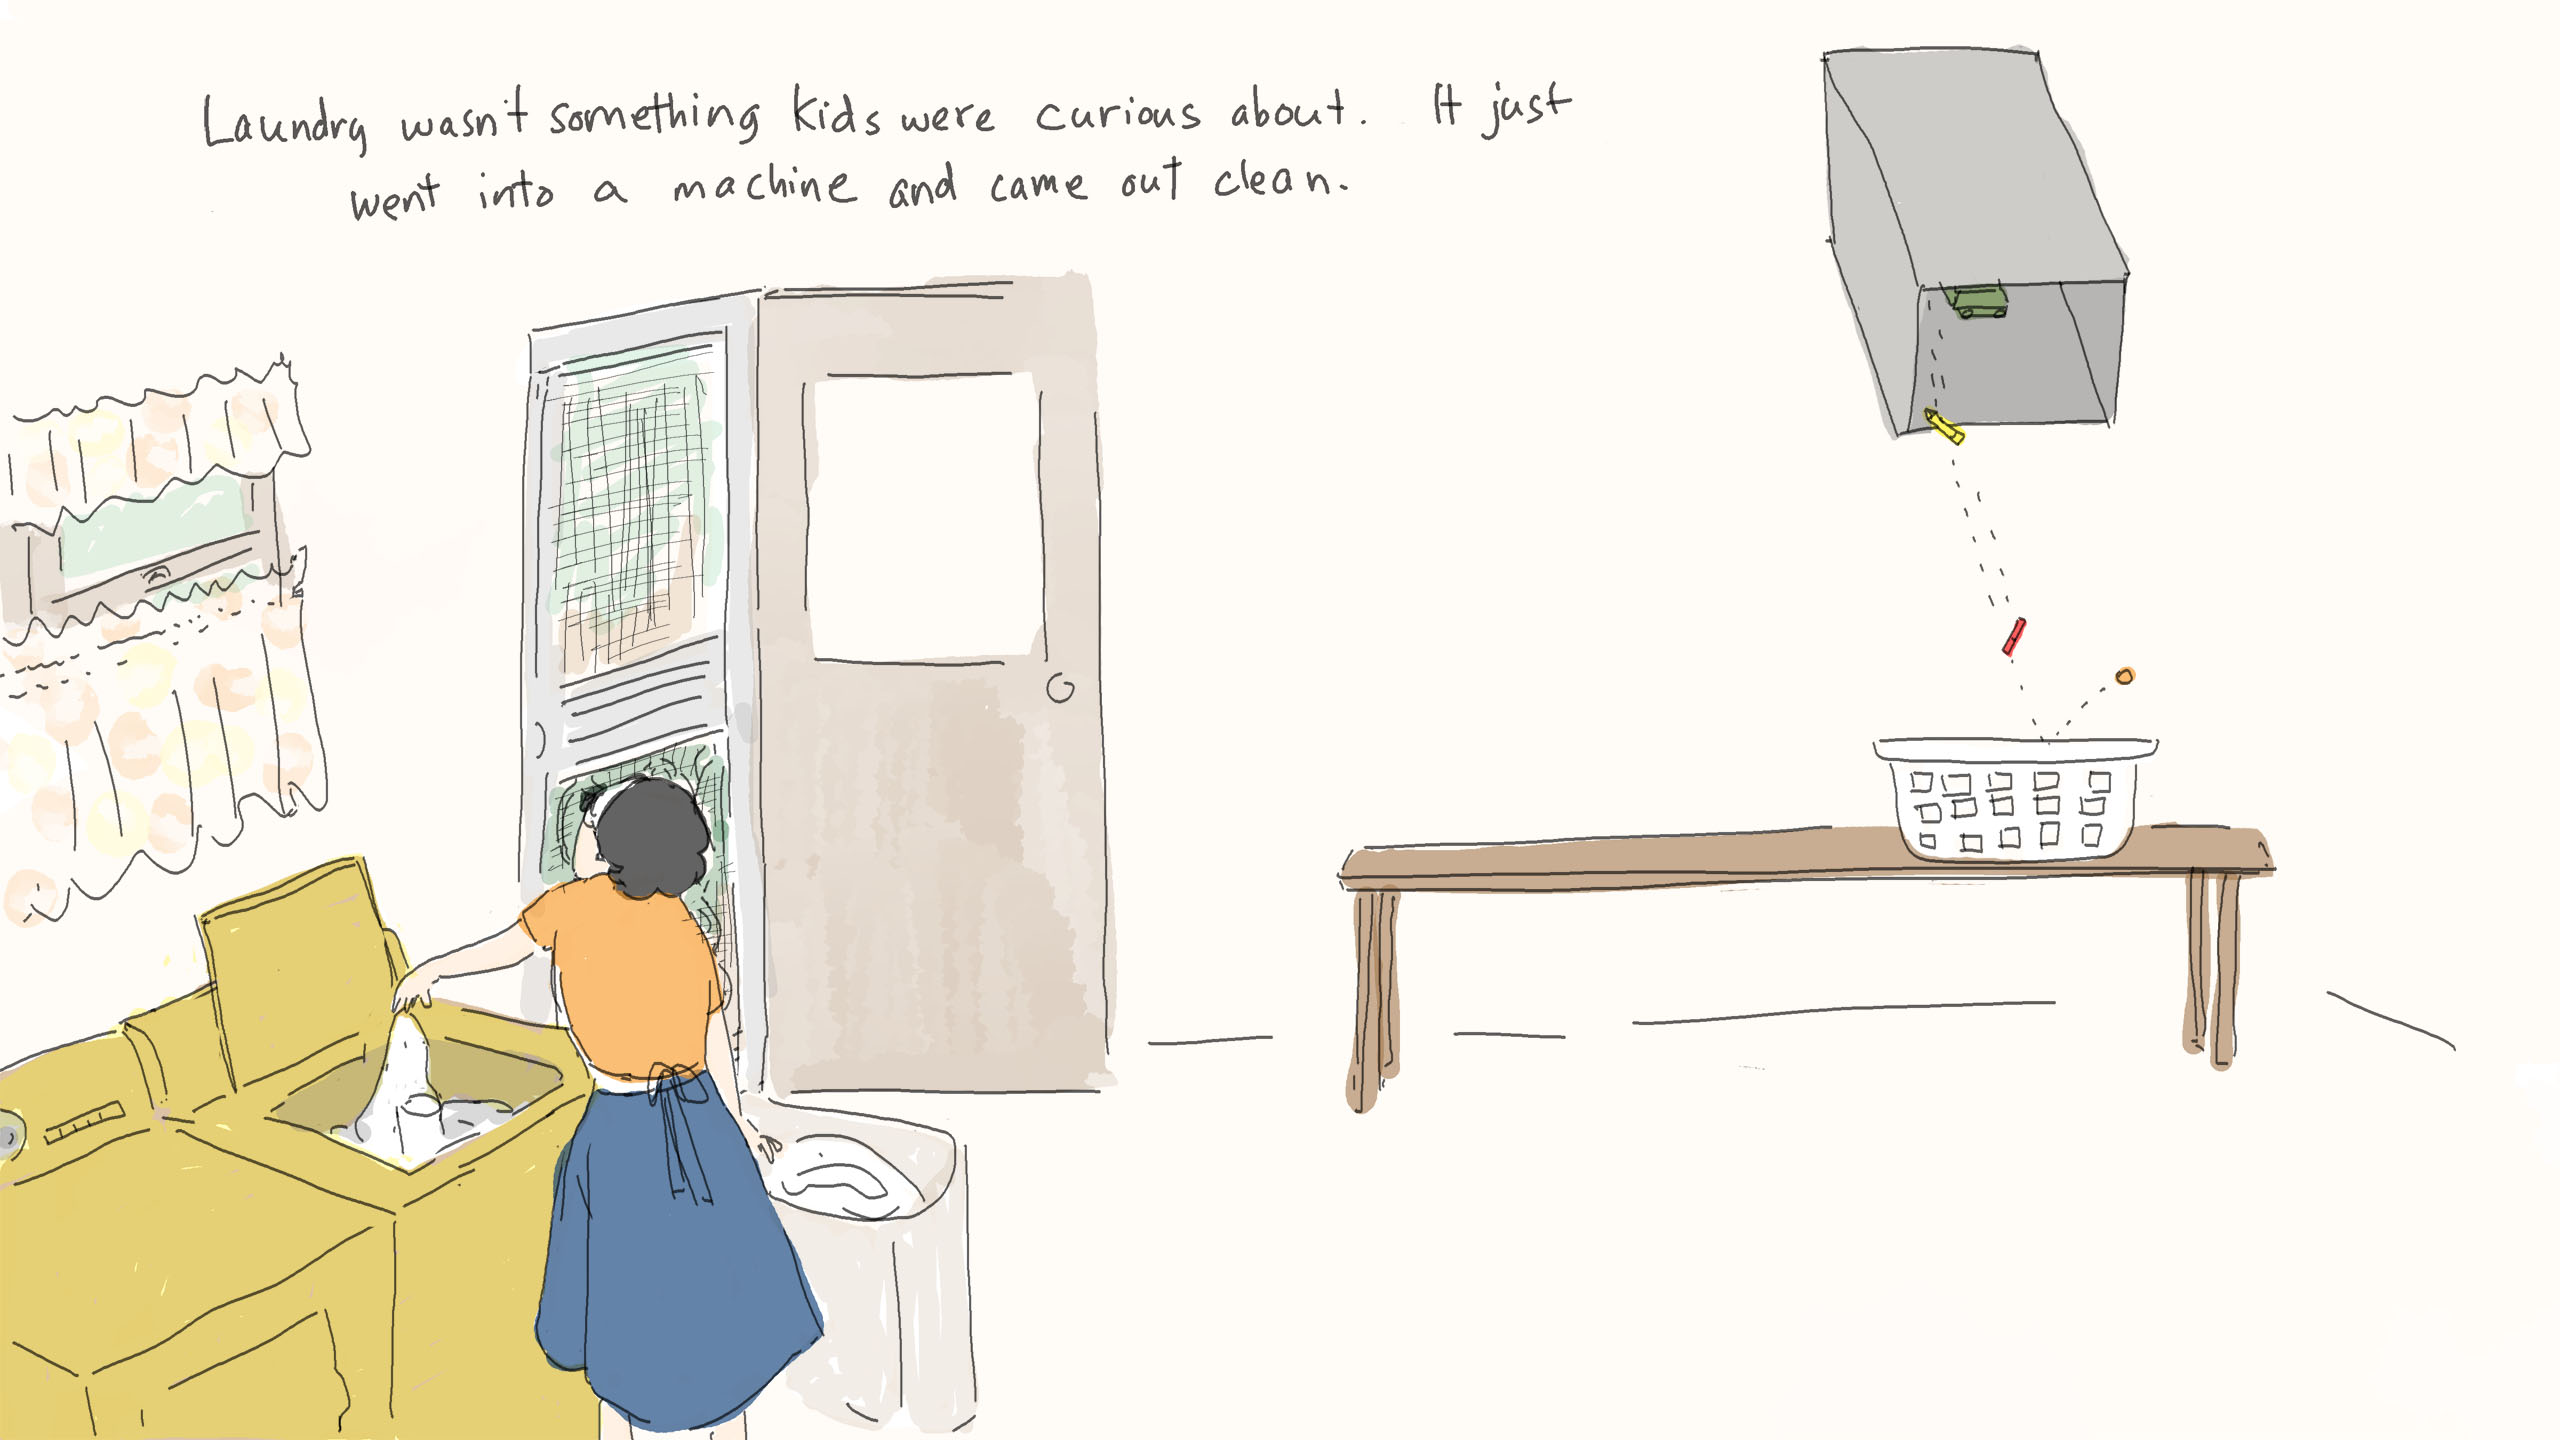 Laundry wasn't something kids were curious about. It just
went into a machine and came out clean.